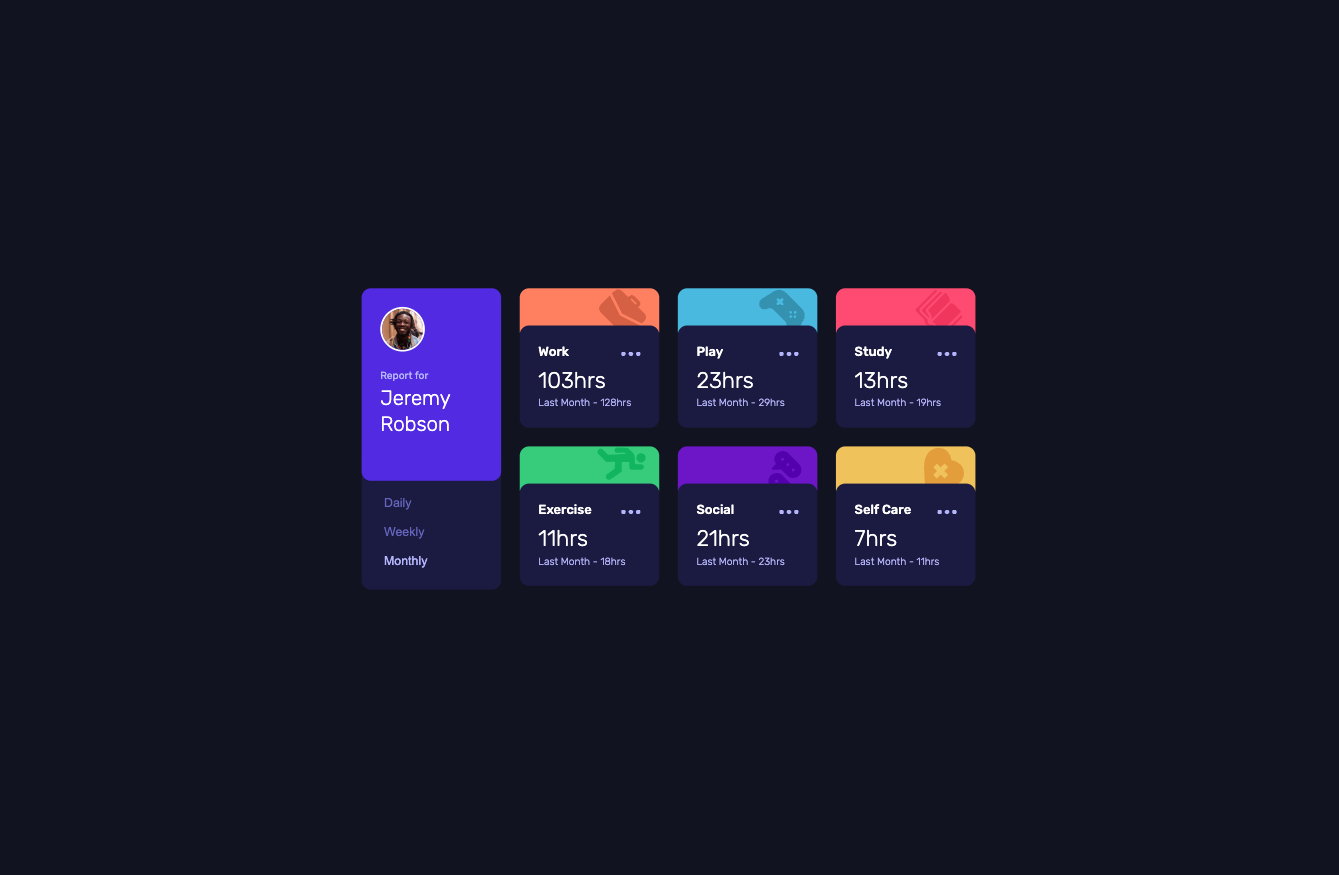 Report for
Jeremy
Robson
Daily
Weekly
Monthly
Work
103hrs
Last Month - 128hrs
Play
23hrs
Last Month - 29hrs
Study
13hrs
Last Month - 19hrs
Exercise
11hrs
Last Month - 18hrs
Social
21hrs
Last Month - 23hrs
Self Care
7hrs
Last Month - 11hrs